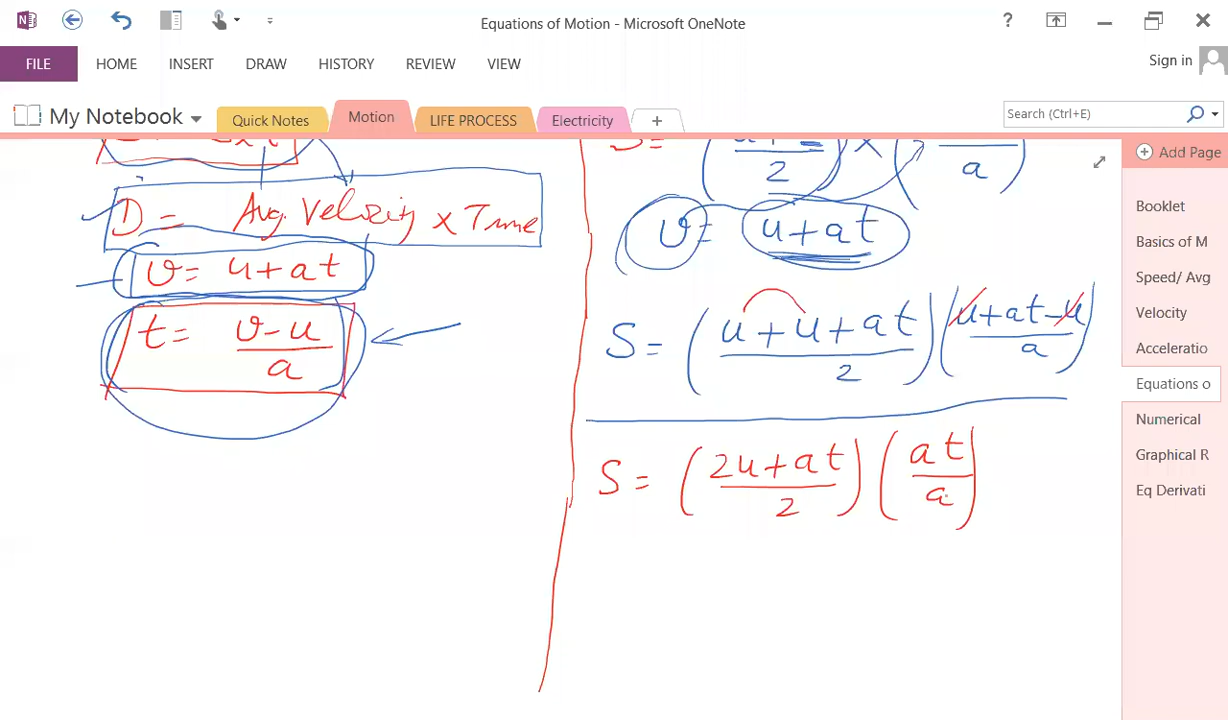 Equations of Motion - Microsoft OneNote
?
FILE HOME INSERT DRAW HISTORY REVIEW VIEW
Sign in
My Notebook
Quick Notes Motion LIFE PROCESS Electricity +
Search (Ctrl+E)
Add Page
Booklet
Basics of M
Speed/ Avg
Velocity
Acceleratio
Equations o
Numerical
Graphical R
Eq Derivati
D = Avg. Velocity x Time
v = u + at
t = (v - u)/a
2 a
v = u + at
S = ((u + u + at)/2) ((u + at - u)/a)
S = ((2u + at)/2) (at/a)